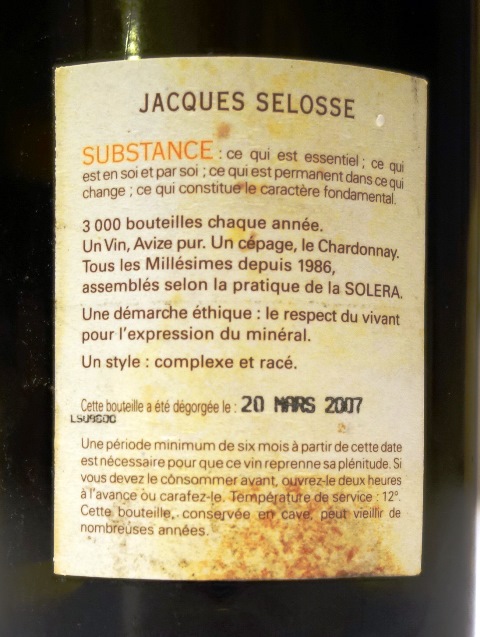 JACQUES SELOSSE
SUBSTANCE : ce qui est essentiel ; ce qui
est en soi et par soi ; ce qui est permanent dans ce qui
change ; ce qui constitue le caractère fondamental.
3 000 bouteilles chaque année.
Un Vin, Avize pur. Un cépage, le Chardonnay.
Tous les Millésimes depuis 1986,
assemblés selon la pratique de la SOLERA.
Une démarche éthique : le respect du vivant
pour l'expression du minéral.
Un style : complexe et racé.
Cette bouteille a été dégorgée le : 20 MARS 2007
Une période minimum de six mois à partir de cette date
est nécessaire pour que ce vin reprenne sa plénitude. Si
vous devez le consommer avant, ouvrez-le deux heures
à l'avance ou carafez-le. Température de service : 12°.
Cette bouteille, conservée en cave, peut vieillir de
nombreuses années.